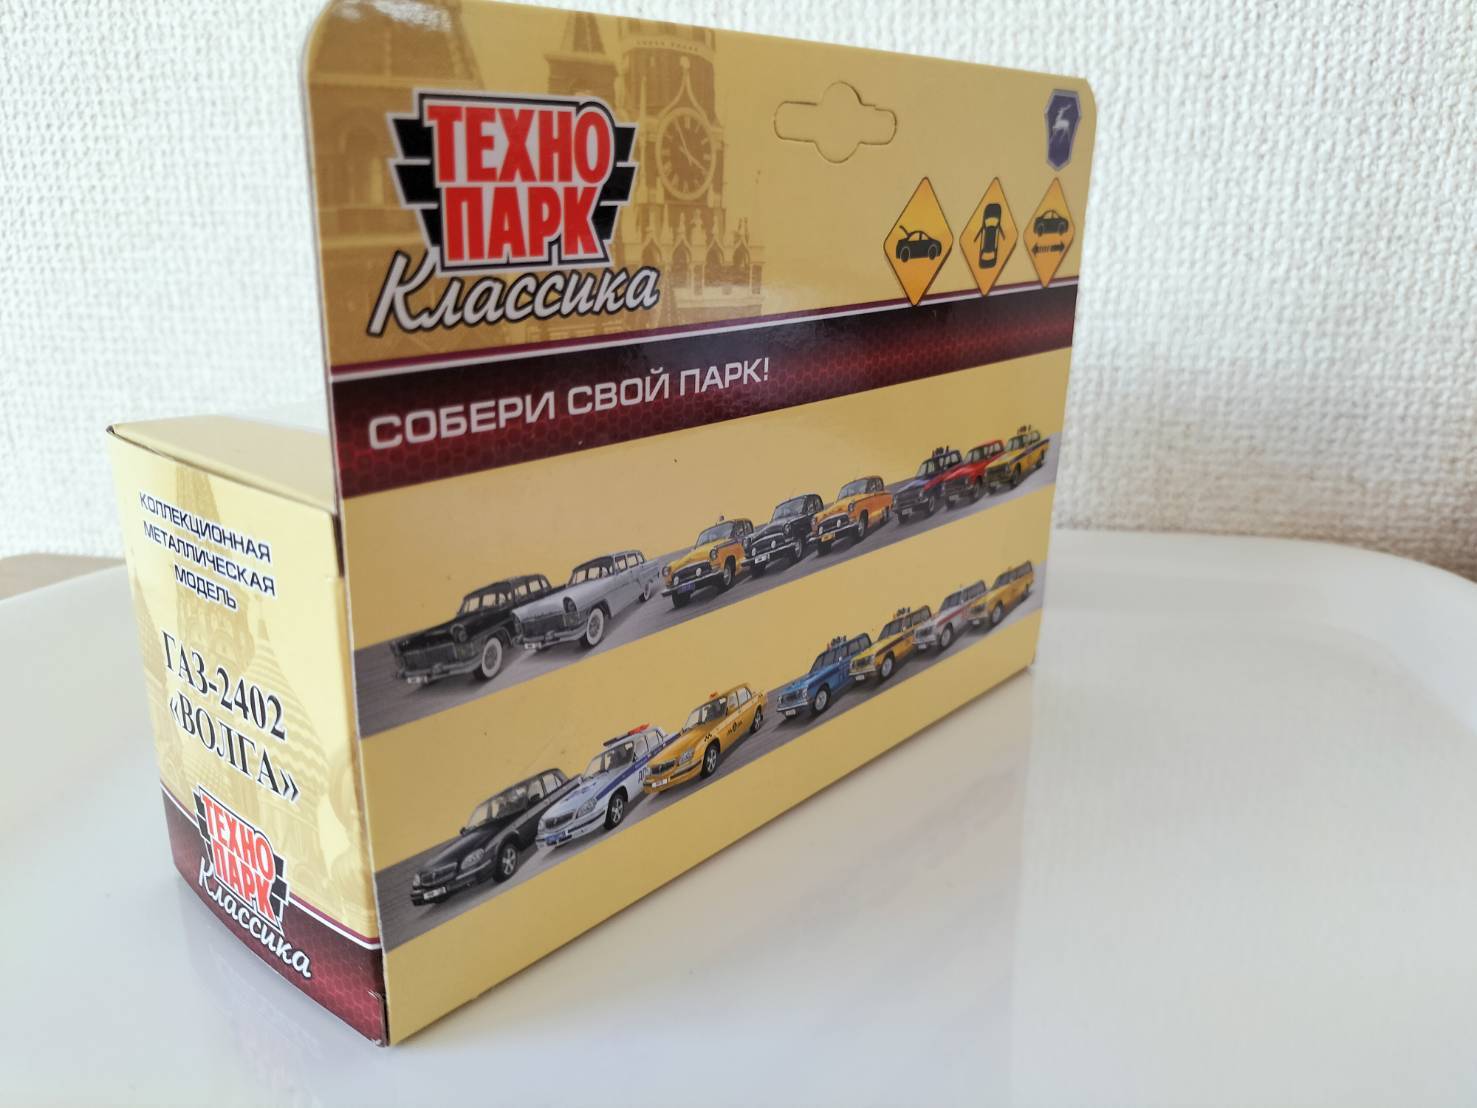 ТЕХНО
ПАРК
Классика
СОБЕРИ СВОЙ ПАРК!
КОЛЛЕКЦИОННАЯ
МЕТАЛЛИЧЕСКАЯ
МОДЕЛЬ
ГАЗ-2402
«ВОЛГА»
ТЕХНО
ПАРК
Классика